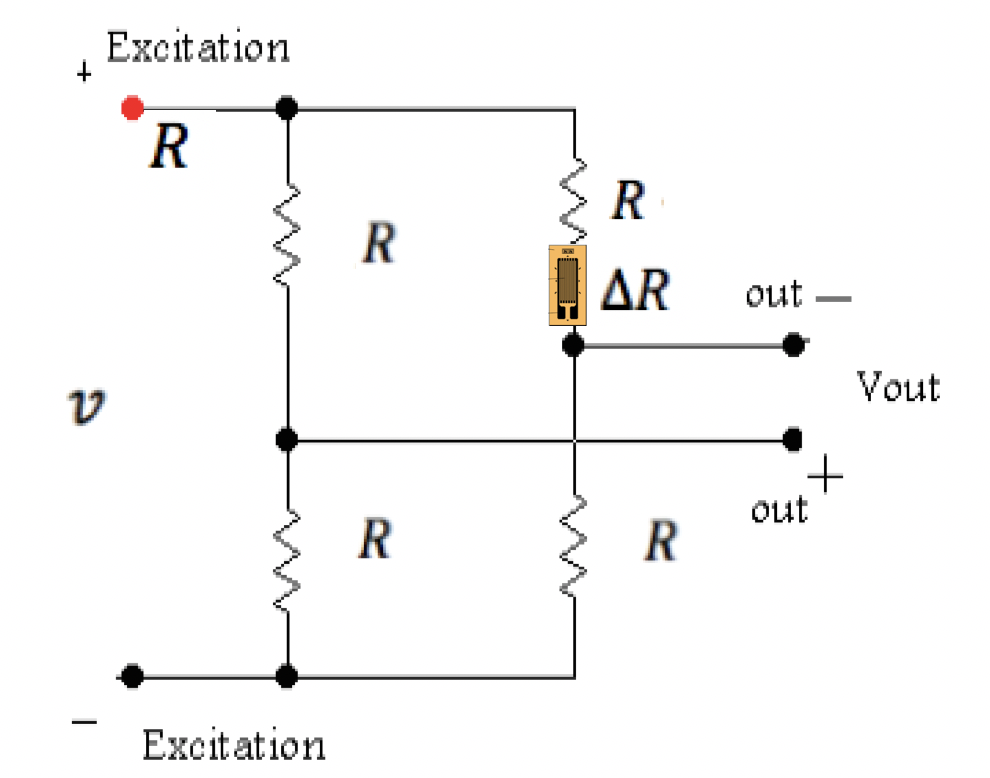 Excitation
+
R
R
R
ΔR
out −
Vout
v
+
out
R
R
−
Excitation